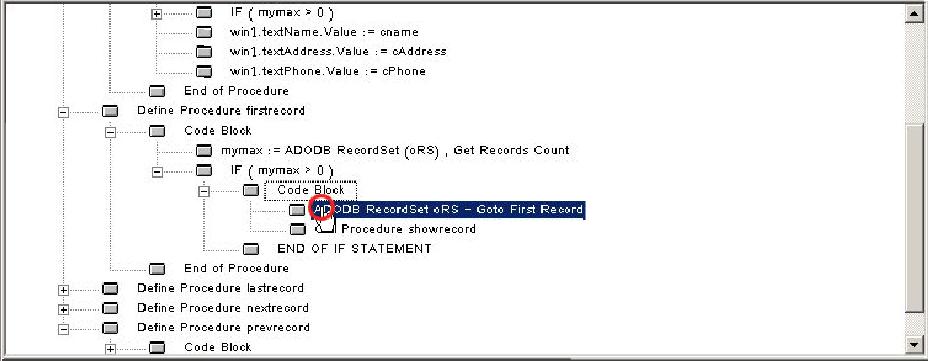 IF ( mymax > 0 )
win1.textName.Value := cname
win1.textAddress.Value := cAddress
win1.textPhone.Value := cPhone
End of Procedure
Define Procedure firstrecord
Code Block
mymax := ADODB RecordSet (oRS) , Get Records Count
IF ( mymax > 0 )
Code Block
ADODB RecordSet oRS - Goto First Record
Procedure showrecord
END OF IF STATEMENT
End of Procedure
Define Procedure lastrecord
Define Procedure nextrecord
Define Procedure prevrecord
Code Block